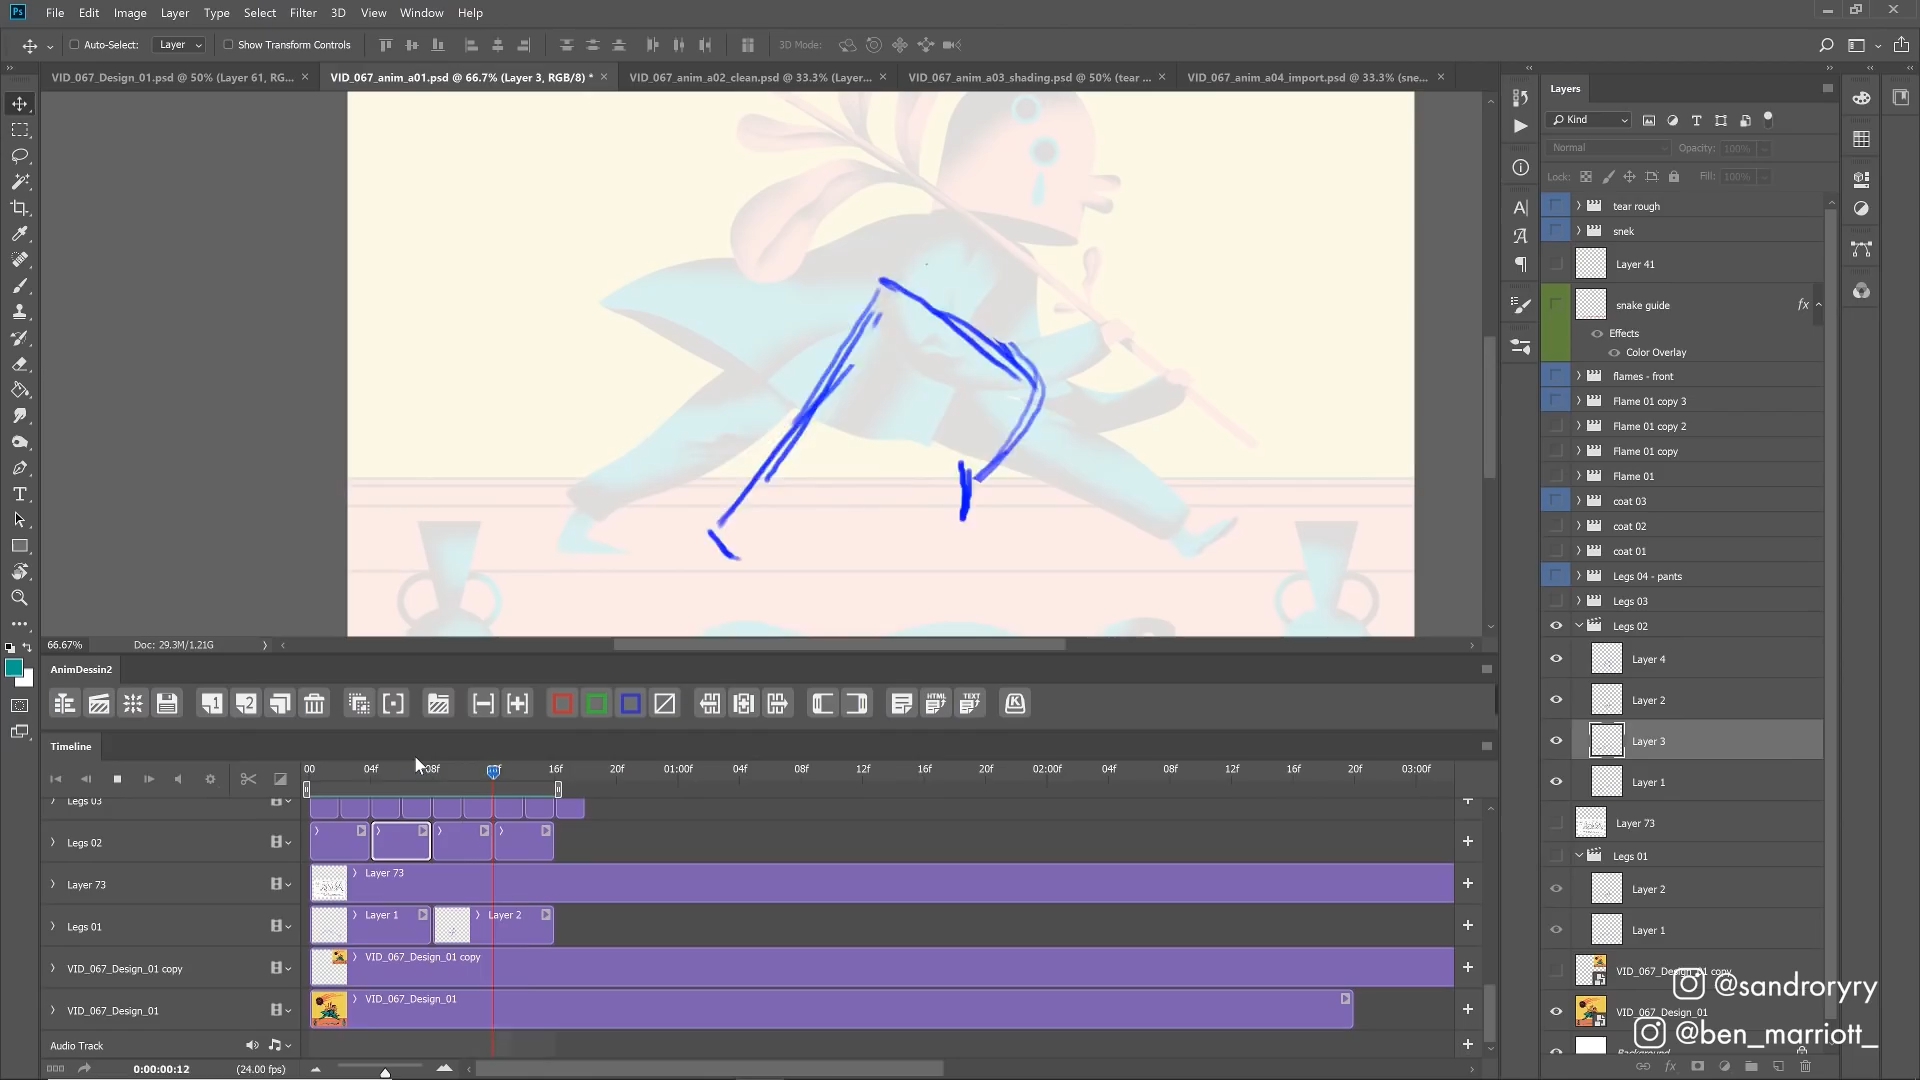 Ps File Edit Image Layer Type Select Filter 3D View Window Help
Auto-Select: Layer Show Transform Controls 3D Mode:
VID_067_Design_01.psd @ 50% (Layer 61, RG... × VID_067_anim_a01.psd @ 66.7% (Layer 3, RGB/8) * × VID_067_anim_a02_clean.psd @ 33.3% (Layer... × VID_067_anim_a03_shading.psd @ 50% (tear ... × VID_067_anim_a04_import.psd @ 33.3% (sne... ×
Layers
Kind
Normal Opacity: 100%
Lock: Fill: 100%
tear rough
snek
Layer 41
snake guide fx
Effects
Color Overlay
flames - front
Flame 01 copy 3
Flame 01 copy 2
Flame 01 copy
Flame 01
coat 03
coat 02
coat 01
Legs 04 - pants
Legs 03
Legs 02
Layer 4
Layer 2
Layer 3
Layer 1
Layer 73
Legs 01
Layer 2
Layer 1
VID_067_Design_01 copy
VID_067_Design_01
Background
@sandroryry
@ben_marriott_
66.67% Doc: 29.3M/1.21G
AnimDessin2
Timeline
00 04f 08f 16f 20f 01:00f 04f 08f 12f 16f 20f 02:00f 04f 08f 12f 16f 20f 03:00f
Legs 03
Legs 02
Layer 73 Layer 73
Legs 01 Layer 1 Layer 2
VID_067_Design_01 copy VID_067_Design_01 copy
VID_067_Design_01 VID_067_Design_01
Audio Track
0:00:00:12 (24.00 fps)